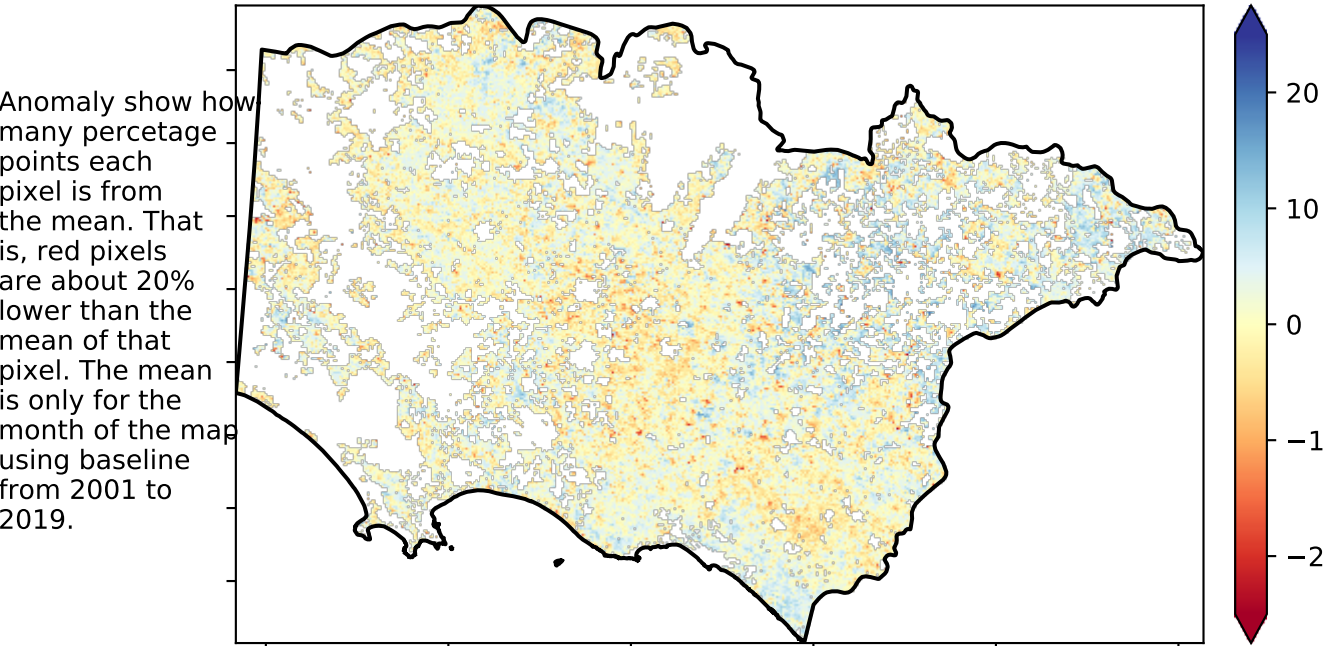 Anomaly show how
many percetage
points each
pixel is from
the mean. That
is, red pixels
are about 20%
lower than the
mean of that
pixel. The mean
is only for the
month of the map
using baseline
from 2001 to
2019.
20
10
0
−1
−2